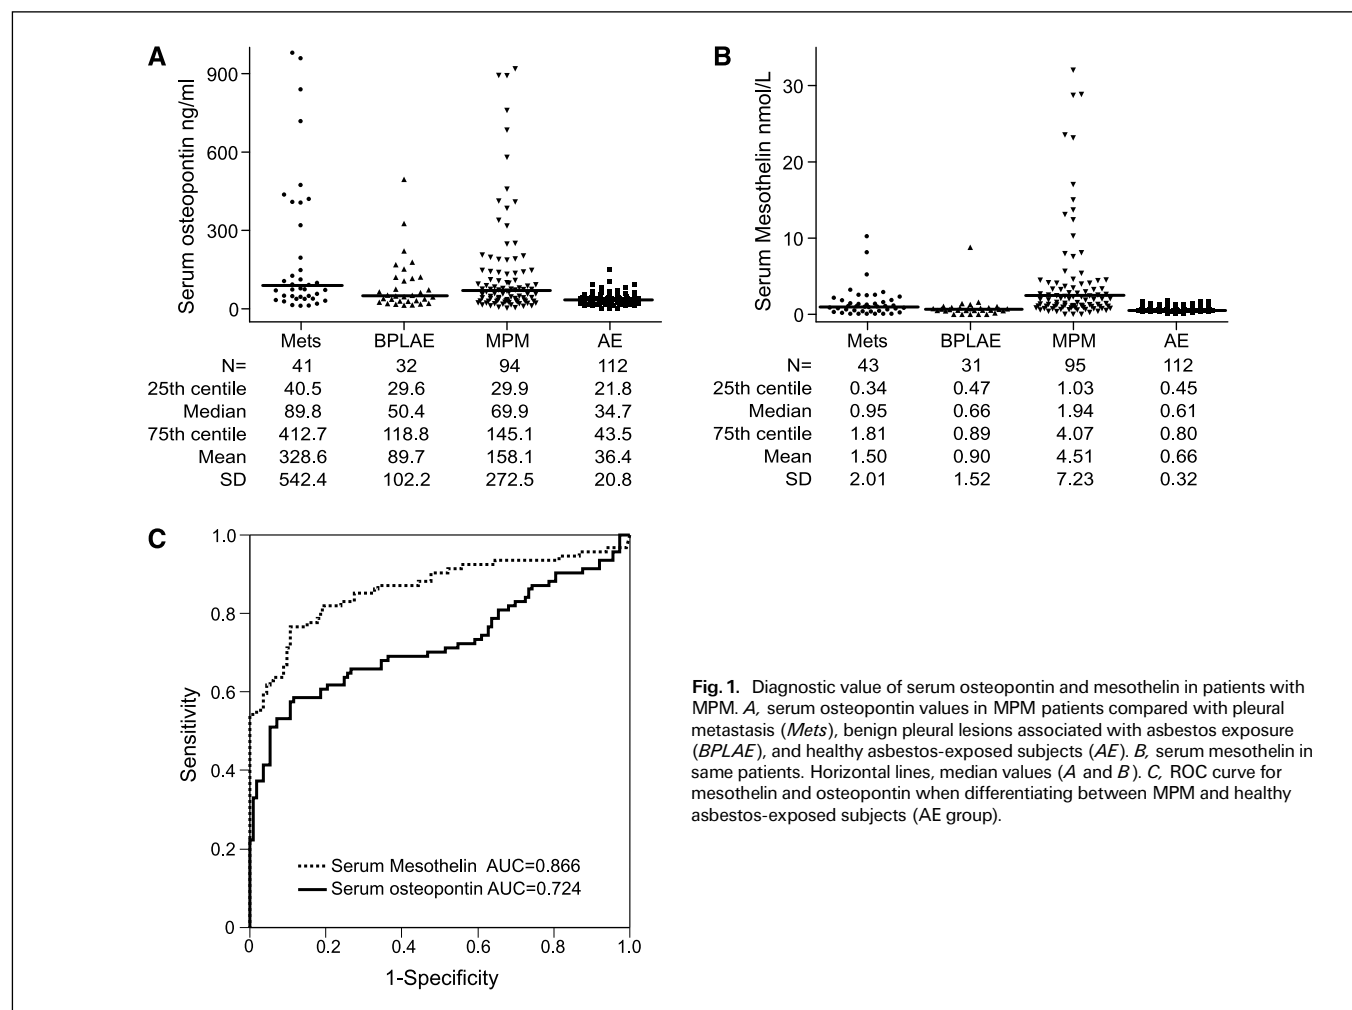 A
Serum osteopontin ng/ml
900
600
300
0
Mets BPLAE MPM AE
N= 41 32 94 112
25th centile 40.5 29.6 29.9 21.8
Median 89.8 50.4 69.9 34.7
75th centile 412.7 118.8 145.1 43.5
Mean 328.6 89.7 158.1 36.4
SD 542.4 102.2 272.5 20.8
B
Serum Mesothelin nmol/L
30
20
10
0
Mets BPLAE MPM AE
N= 43 31 95 112
25th centile 0.34 0.47 1.03 0.45
Median 0.95 0.66 1.94 0.61
75th centile 1.81 0.89 4.07 0.80
Mean 1.50 0.90 4.51 0.66
SD 2.01 1.52 7.23 0.32
C
Sensitivity
1.0
0.8
0.6
0.4
0.2
0
Serum Mesothelin AUC=0.866
Serum osteopontin AUC=0.724
0 0.2 0.4 0.6 0.8 1.0
1-Specificity
Fig. 1. Diagnostic value of serum osteopontin and mesothelin in patients with
MPM. A, serum osteopontin values in MPM patients compared with pleural
metastasis (Mets), benign pleural lesions associated with asbestos exposure
(BPLAE), and healthy asbestos-exposed subjects (AE). B, serum mesothelin in
same patients. Horizontal lines, median values (A and B). C, ROC curve for
mesothelin and osteopontin when differentiating between MPM and healthy
asbestos-exposed subjects (AE group).